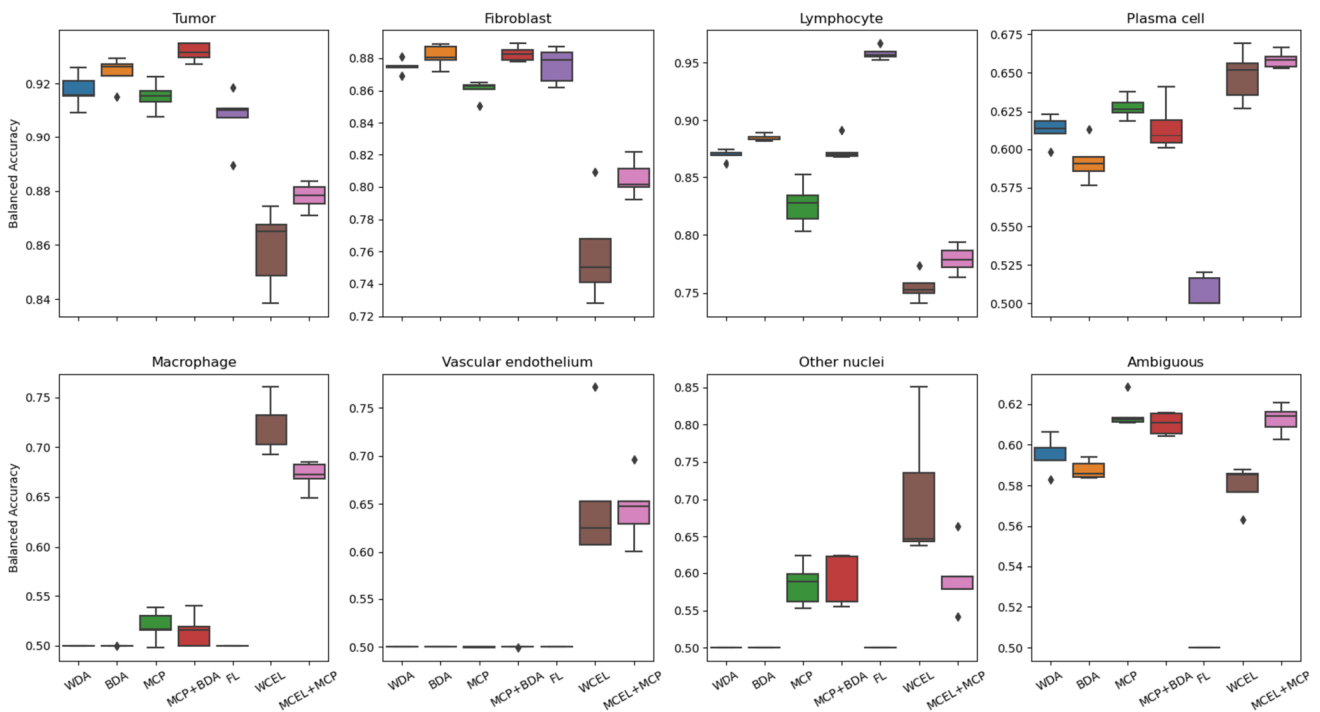 Tumor
Fibroblast
Lymphocyte
Plasma cell
Balanced Accuracy
0.92
0.90
0.88
0.86
0.84
0.88
0.86
0.84
0.82
0.80
0.78
0.76
0.74
0.72
0.95
0.90
0.85
0.80
0.75
0.675
0.650
0.625
0.600
0.575
0.550
0.525
0.500
Macrophage
Vascular endothelium
Other nuclei
Ambiguous
Balanced Accuracy
0.75
0.70
0.65
0.60
0.55
0.50
0.75
0.70
0.65
0.60
0.55
0.50
0.85
0.80
0.75
0.70
0.65
0.60
0.55
0.50
0.62
0.60
0.58
0.56
0.54
0.52
0.50
WDA
BDA
MCP
MCP+BDA
FL
WCEL
MCEL+MCP
WDA
BDA
MCP
MCP+BDA
FL
WCEL
MCEL+MCP
WDA
BDA
MCP
MCP+BDA
FL
WCEL
MCEL+MCP
WDA
BDA
MCP
MCP+BDA
FL
WCEL
MCEL+MCP